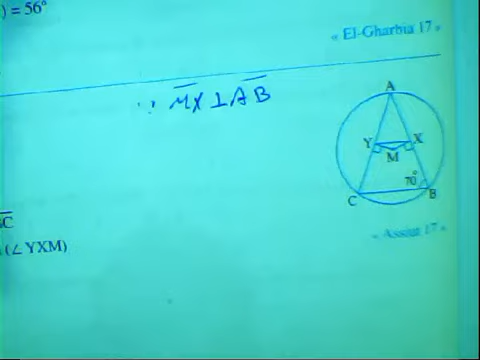 ) = 56°
« El-Gharbia 17 »
∵ MX ⊥ AB
A
Y X
M
70°
C B
« Assiut 17 »
(∠ YXM)